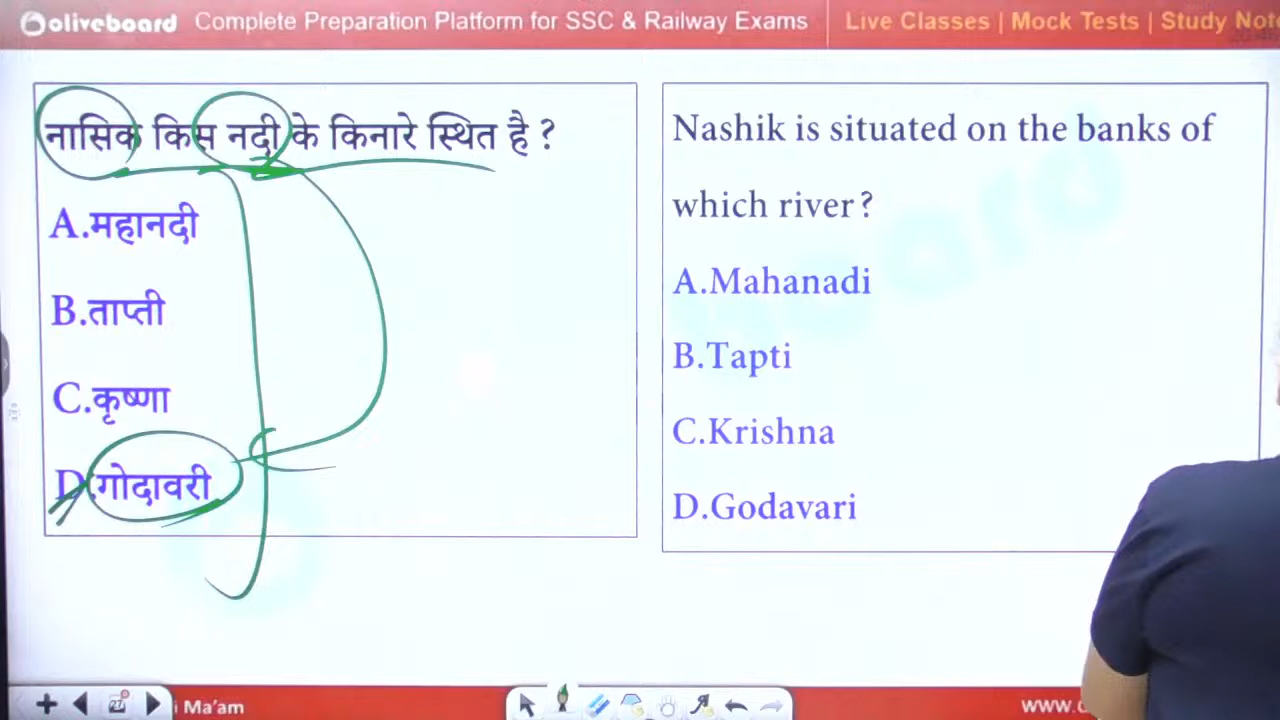 oliveboard Complete Preparation Platform for SSC & Railway Exams Live Classes | Mock Tests | Study
नासिक किस नदी के किनारे स्थित है ?
A.महानदी
B.ताप्ती
C.कृष्णा
D.गोदावरी
Nashik is situated on the banks of
which river?
A.Mahanadi
B.Tapti
C.Krishna
D.Godavari
Ma'am
www.